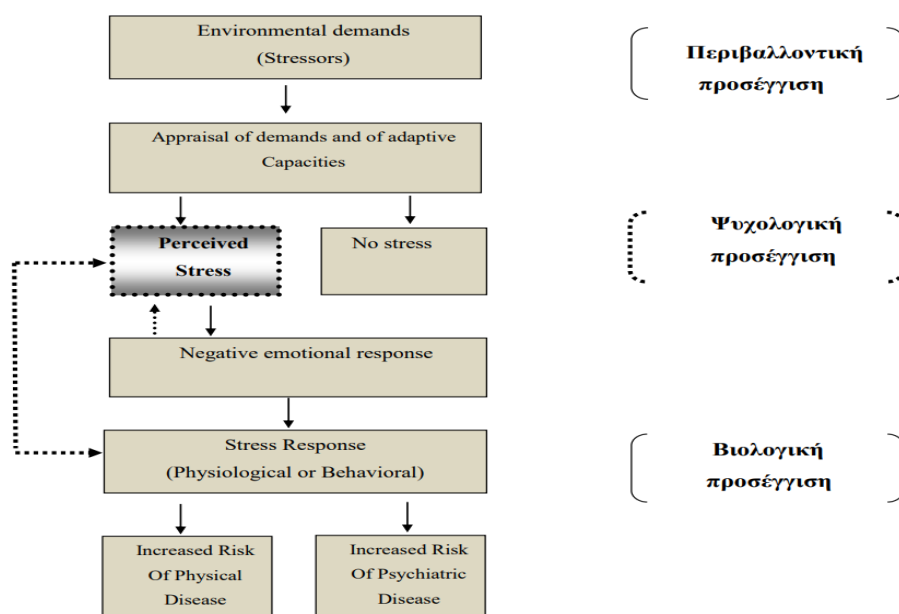 Environmental demands
(Stressors)
Περιβαλλοντική
προσέγγιση
Appraisal of demands and of adaptive
Capacities
Perceived
Stress
No stress
Ψυχολογική
προσέγγιση
Negative emotional response
Stress Response
(Physiological or Behavioral)
Βιολογική
προσέγγιση
Increased Risk
Of Physical
Disease
Increased Risk
Of Psychiatric
Disease